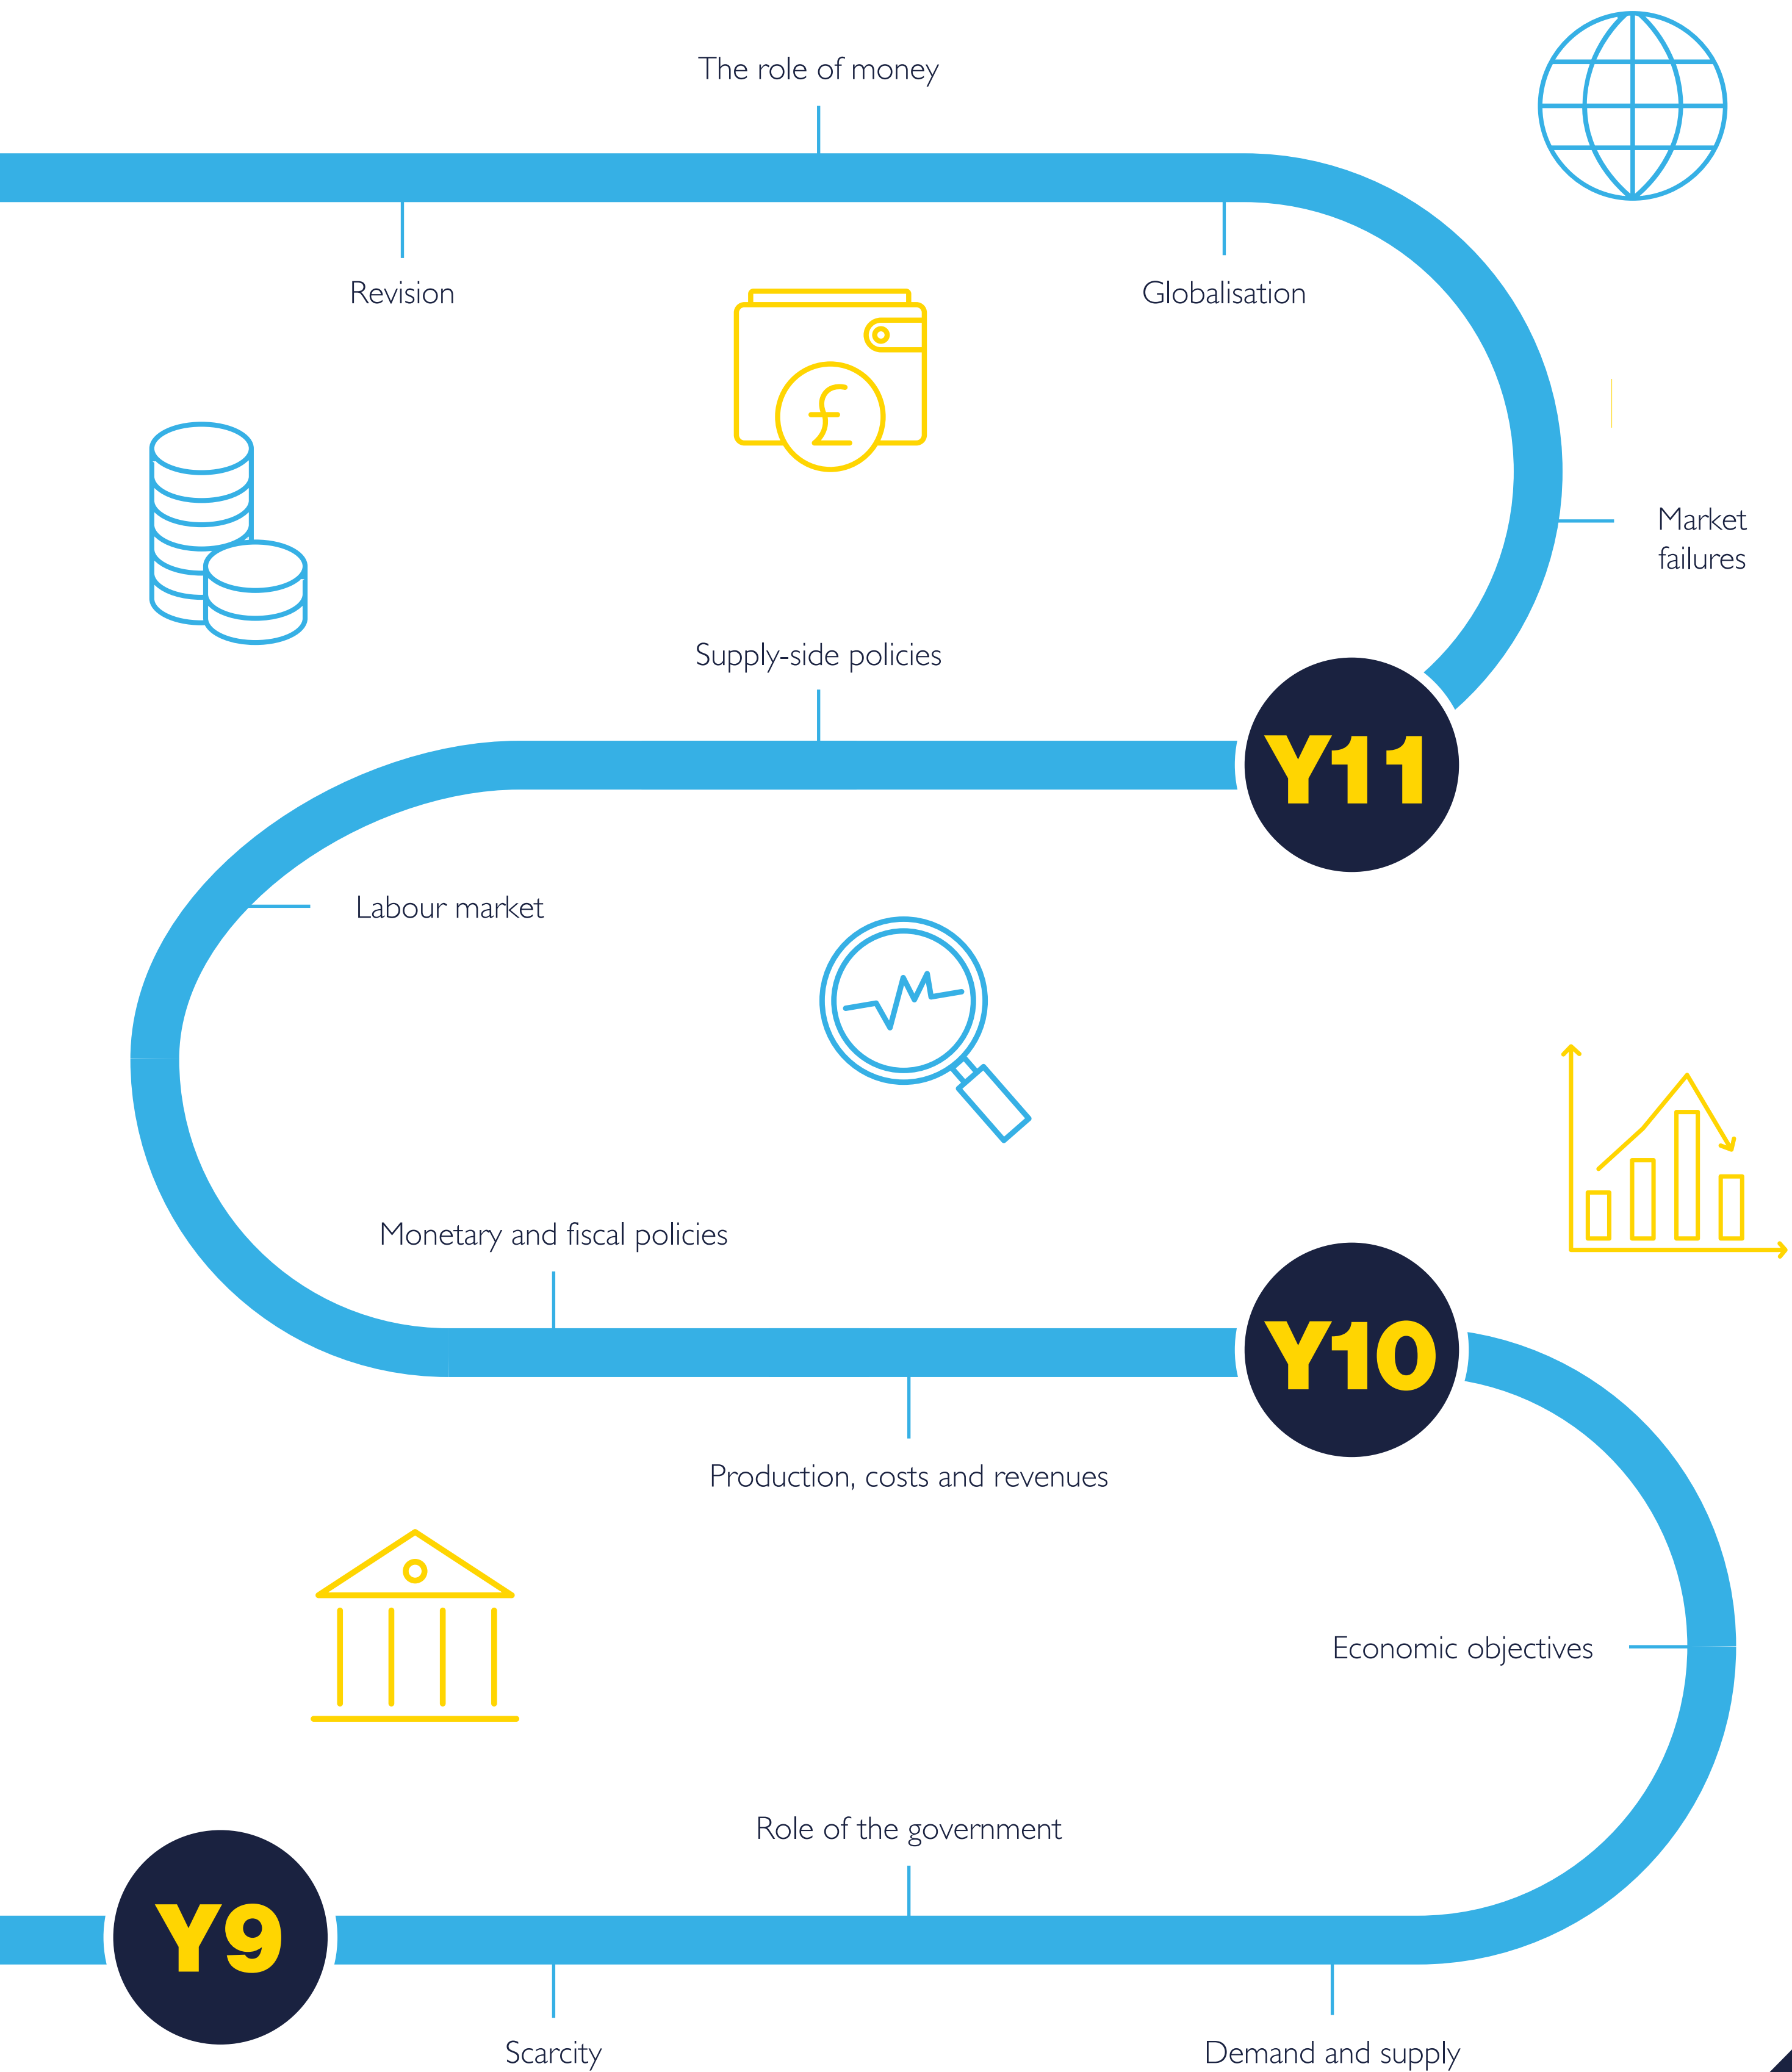 The role of money
Revision
Globalisation
£
Market
failures
Supply-side policies
Y11
Labour market
Monetary and fiscal policies
Y10
Production, costs and revenues
Economic objectives
Role of the government
Y9
Scarcity
Demand and supply